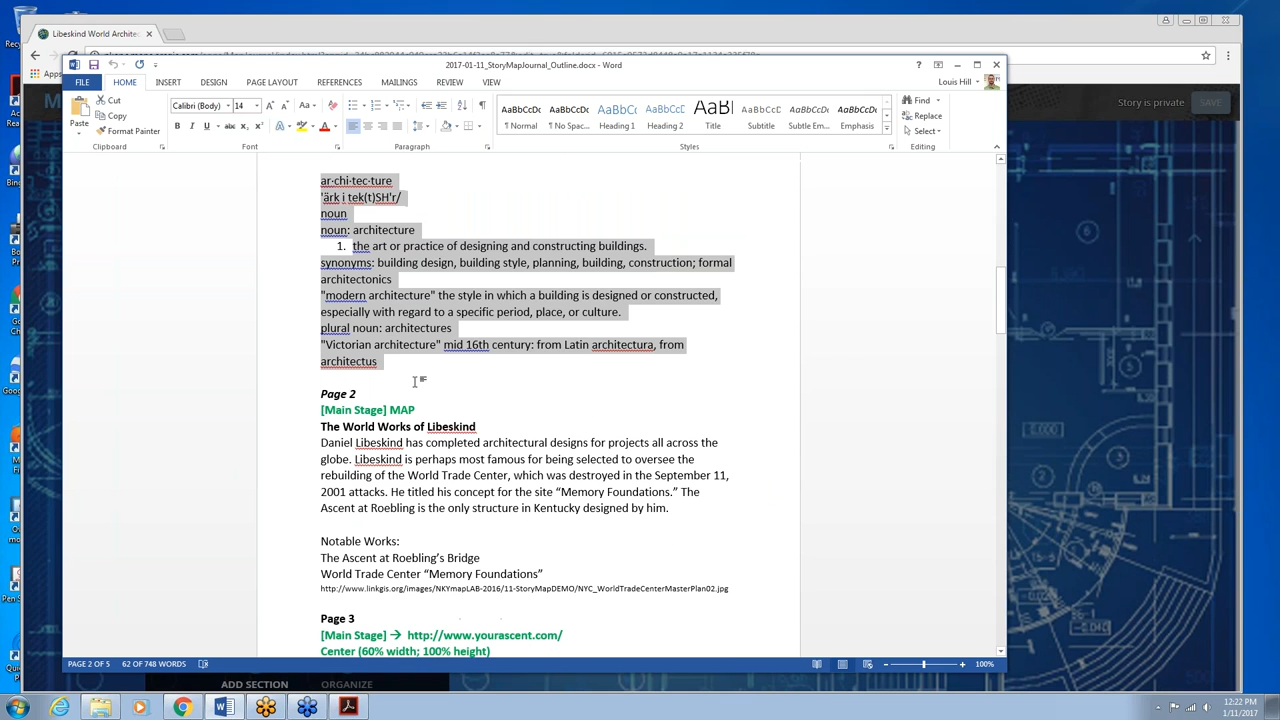 Libeskind World Architec
2017-01-11_StoryMapJournal_Outline.docx - Word
Apps
FILE HOME INSERT DESIGN PAGE LAYOUT REFERENCES MAILINGS REVIEW VIEW
Louis Hill
Story is private SAVE
Paste
Cut
Copy
Format Painter
Calibri (Body) 14
AaBbCcDc AaBbCcDc AaBbCc AaBbCc AaBl AaBbCcD AaBbCcDc AaBbCcDc
¶ Normal ¶ No Spac... Heading 1 Heading 2 Title Subtitle Subtle Em... Emphasis
Find
Replace
Select
Clipboard Font Paragraph Styles Editing
ar·chi·tec·ture
'ärk i tek(t)SH'r/
noun
noun: architecture
1. the art or practice of designing and constructing buildings.
synonyms: building design, building style, planning, building, construction; formal
architectonics
"modern architecture" the style in which a building is designed or constructed,
especially with regard to a specific period, place, or culture.
plural noun: architectures
"Victorian architecture" mid 16th century: from Latin architectura, from
architectus
Page 2
[Main Stage] MAP
The World Works of Libeskind
Daniel Libeskind has completed architectural designs for projects all across the
globe. Libeskind is perhaps most famous for being selected to oversee the
rebuilding of the World Trade Center, which was destroyed in the September 11,
2001 attacks. He titled his concept for the site “Memory Foundations.” The
Ascent at Roebling is the only structure in Kentucky designed by him.
Notable Works:
The Ascent at Roebling’s Bridge
World Trade Center “Memory Foundations”
http://www.linkgis.org/images/NKYmapLAB-2016/11-StoryMapDEMO/NYC_WorldTradeCenterMasterPlan02.jpg
Page 3
[Main Stage] → http://www.yourascent.com/
Center (60% width; 100% height)
PAGE 2 OF 5 62 OF 748 WORDS 100%
ADD SECTION ORGANIZE
12:22 PM
1/11/2017